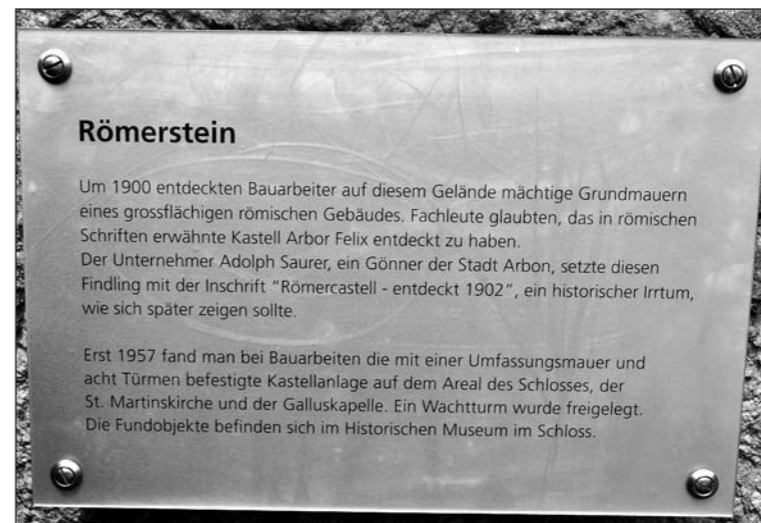 Römerstein
Um 1900 entdeckten Bauarbeiter auf diesem Gelände mächtige Grundmauern
eines grossflächigen römischen Gebäudes. Fachleute glaubten, das in römischen
Schriften erwähnte Kastell Arbor Felix entdeckt zu haben.
Der Unternehmer Adolph Saurer, ein Gönner der Stadt Arbon, setzte diesen
Findling mit der Inschrift "Römercastell - entdeckt 1902", ein historischer Irrtum,
wie sich später zeigen sollte.
Erst 1957 fand man bei Bauarbeiten die mit einer Umfassungsmauer und
acht Türmen befestigte Kastellanlage auf dem Areal des Schlosses, der
St. Martinskirche und der Galluskapelle. Ein Wachtturm wurde freigelegt.
Die Fundobjekte befinden sich im Historischen Museum im Schloss.